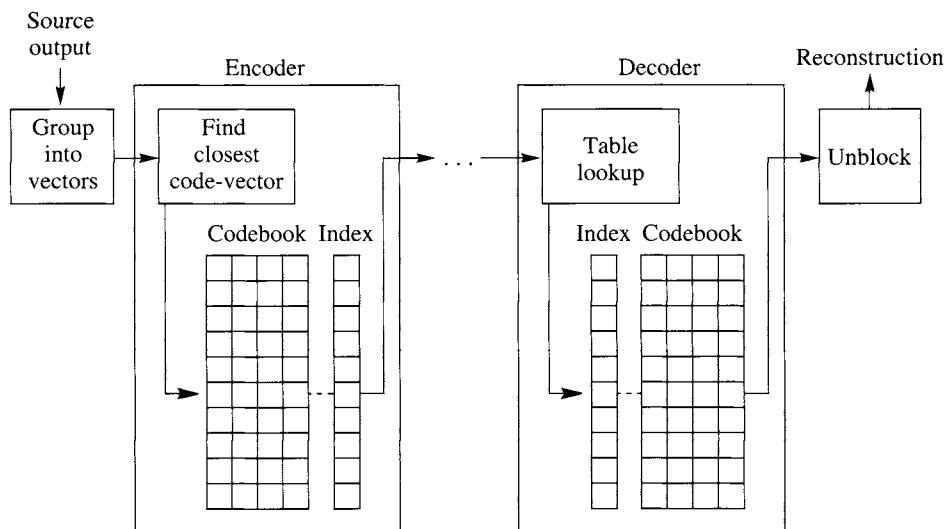 Source
output
Encoder
Decoder
Reconstruction
Group
into
vectors
Find
closest
code-vector
. . .
Table
lookup
Unblock
Codebook Index
Index Codebook